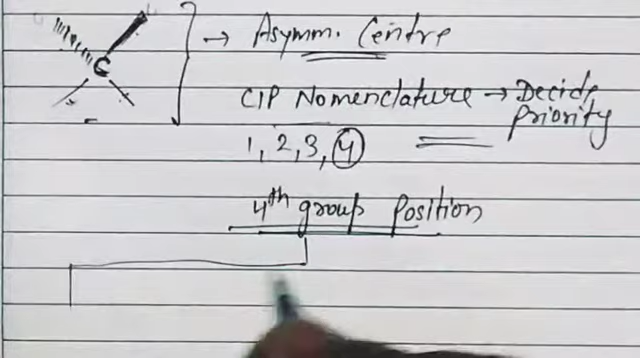 C
→ Asymm. Centre
CIP Nomenclature → Decide
priority
1, 2, 3, 4
4th group Position